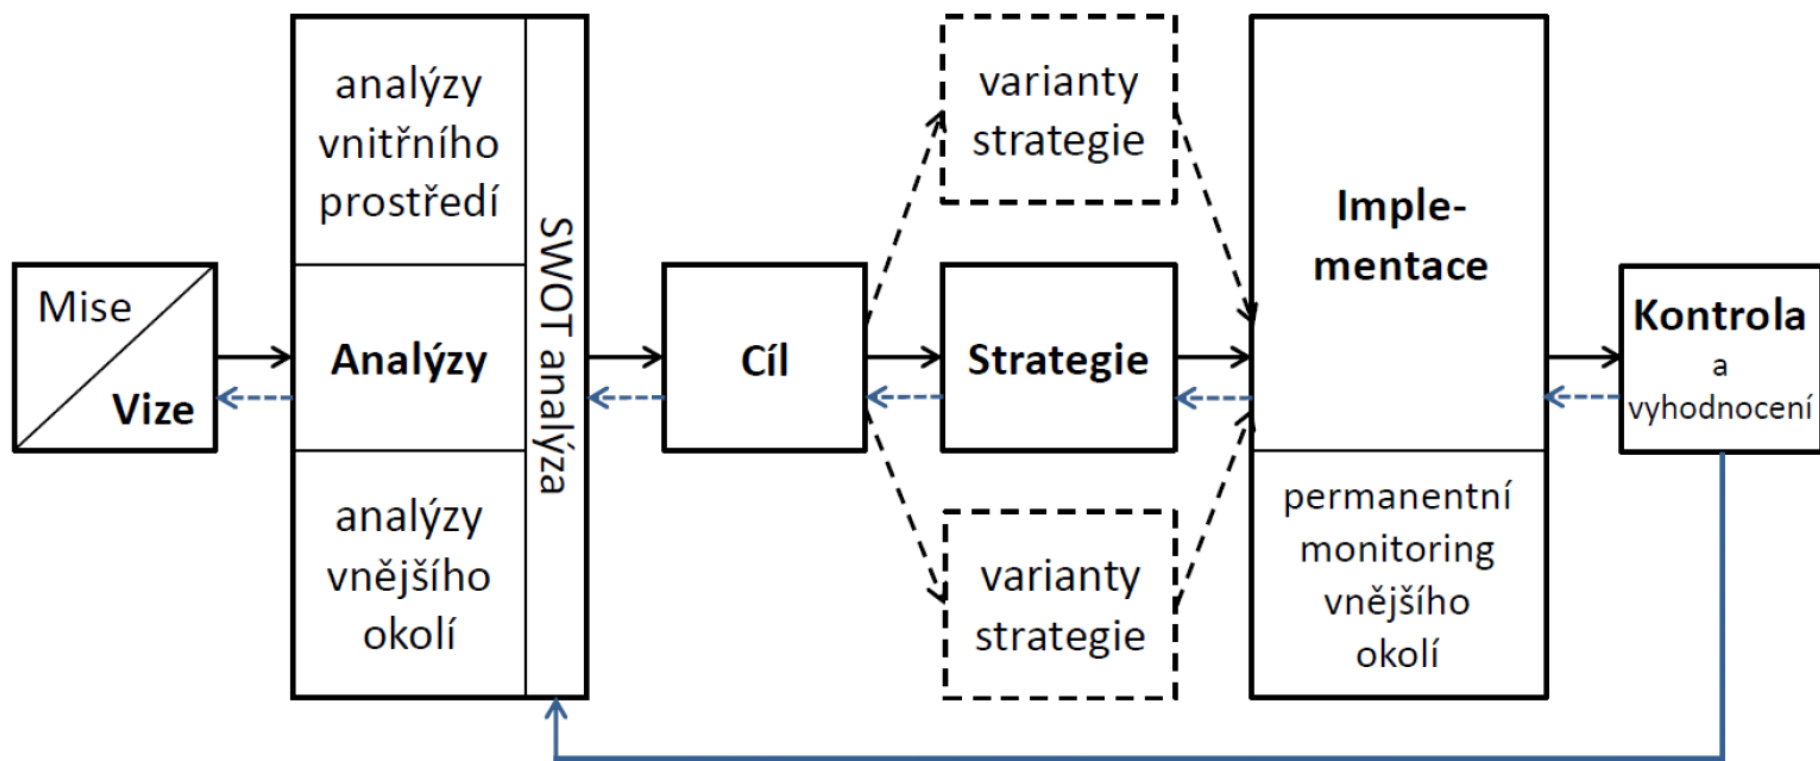 Mise
Vize
analýzy
vnitřního
prostředí
Analýzy
analýzy
vnějšího
okolí
SWOT analýza
Cíl
varianty
strategie
Strategie
varianty
strategie
Imple-
mentace
permanentní
monitoring
vnějšího
okolí
Kontrola
a
vyhodnocení